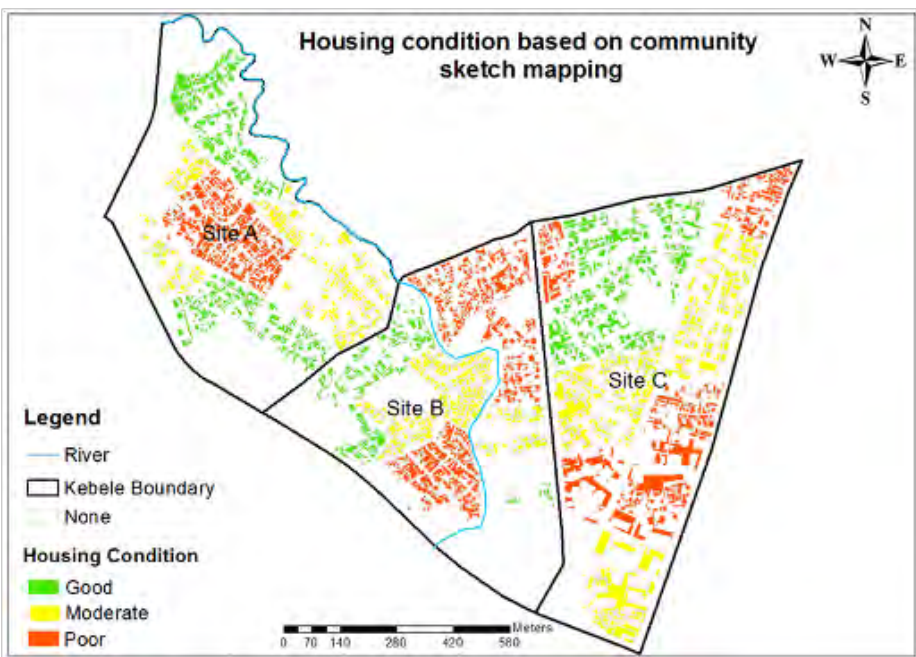 Housing condition based on community
sketch mapping
N
W E
S
Site A
Site B
Site C
Legend
River
Kebele Boundary
None
Housing Condition
Good
Moderate
Poor
Meters
0 70 140 280 420 560